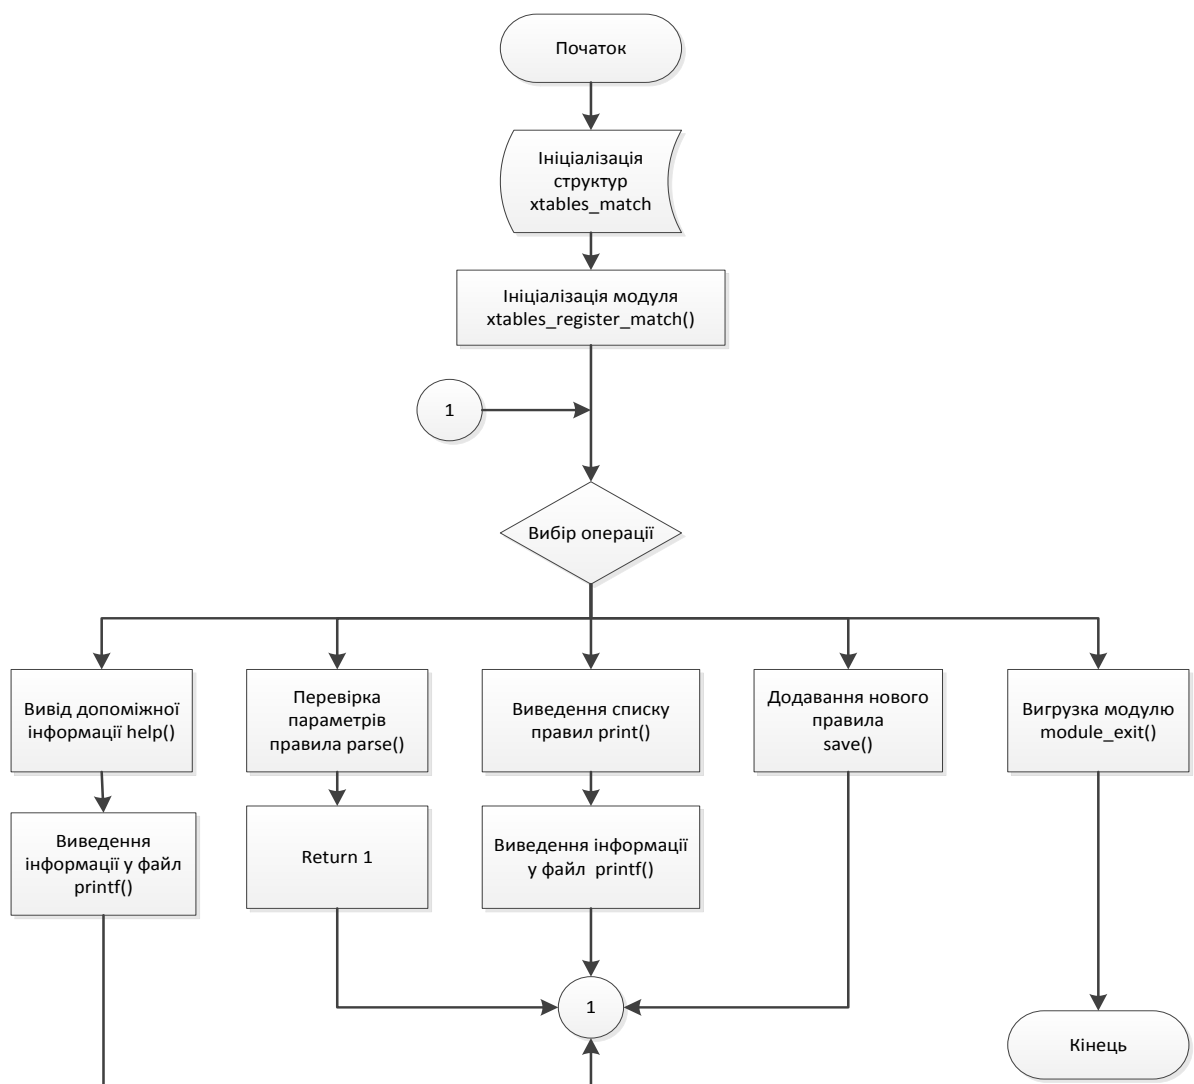 Початок
Ініціалізація
структур
xtables_match
Ініціалізація модуля
xtables_register_match()
1
Вибір операції
Вивід допоміжної
інформації help()
Перевірка
параметрів
правила parse()
Виведення списку
правил print()
Додавання нового
правила
save()
Вигрузка модулю
module_exit()
Виведення
інформації у файл
printf()
Return 1
Виведення інформації
у файл  printf()
1
Кінець